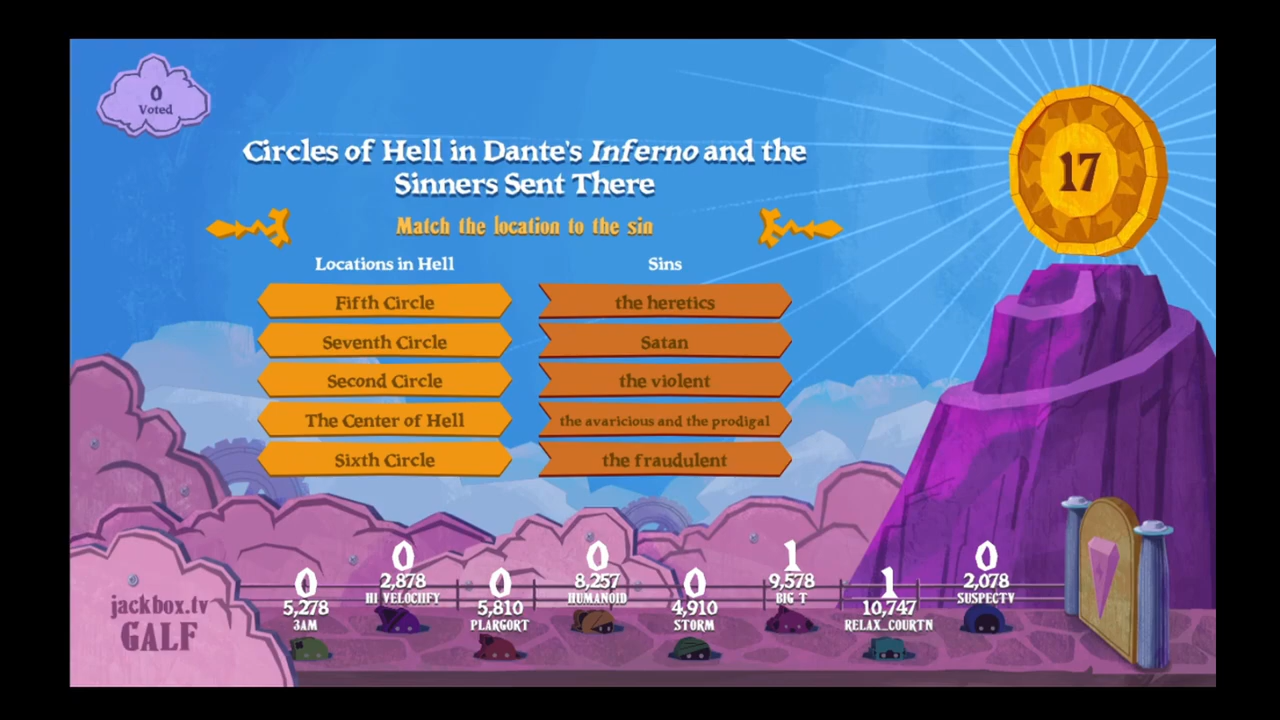 0
Voted
Circles of Hell in Dante's Inferno and the
Sinners Sent There
17
Match the location to the sin
Locations in Hell
Sins
Fifth Circle
the heretics
Seventh Circle
Satan
Second Circle
the violent
The Center of Hell
the avaricious and the prodigal
Sixth Circle
the fraudulent
0
5,278
3AM
0
2,878
HI VELOCIIFY
0
5,810
PLARGORT
0
8,257
HUMANOID
0
4,910
STORM
1
9,578
BIG T
1
10,747
RELAX_COURTN
0
2,078
SUSPECTV
jackbox.tv
GALF